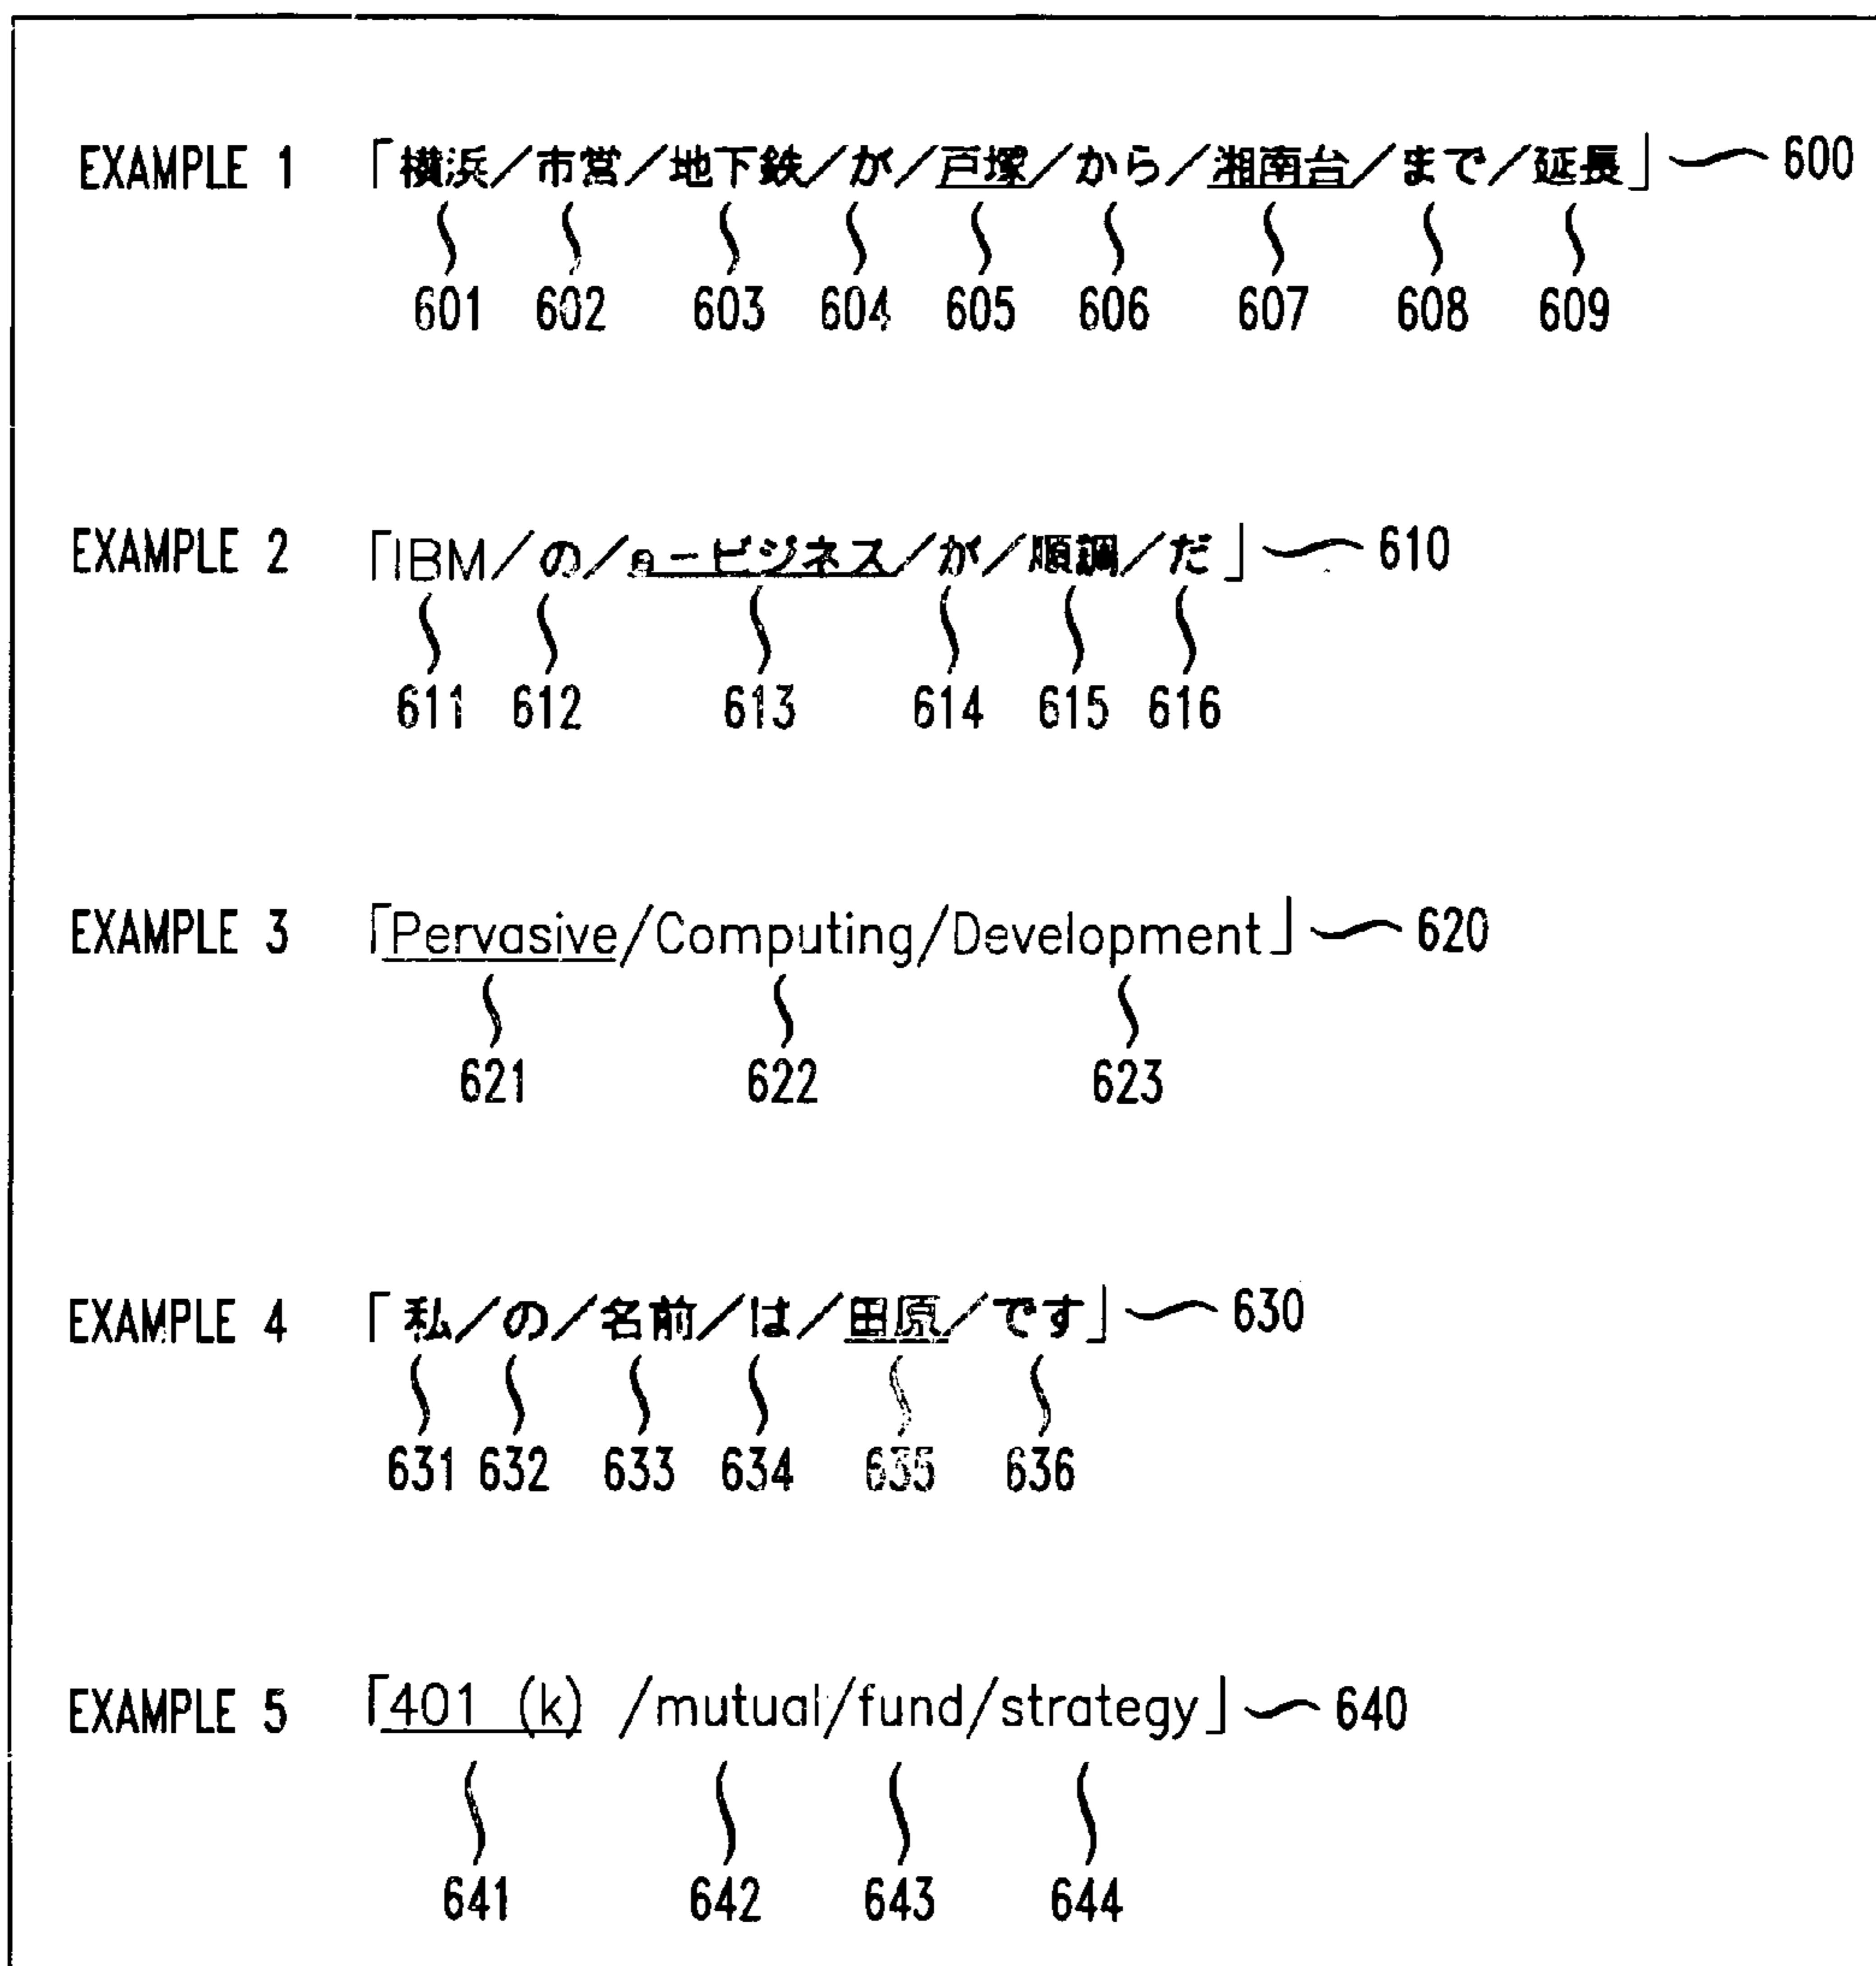 EXAMPLE 1 「横浜/市営/地下鉄/が/戸塚/から/湘南台/まで/延長」 600
601 602 603 604 605 606 607 608 609
EXAMPLE 2 「IBM/の/e-ビジネス/が/順調/だ」 610
611 612 613 614 615 616
EXAMPLE 3 「Pervasive/Computing/Development」 620
621 622 623
EXAMPLE 4 「私/の/名前/は/田原/です」 630
631 632 633 634 635 636
EXAMPLE 5 「401 (k) /mutual/fund/strategy」 640
641 642 643 644